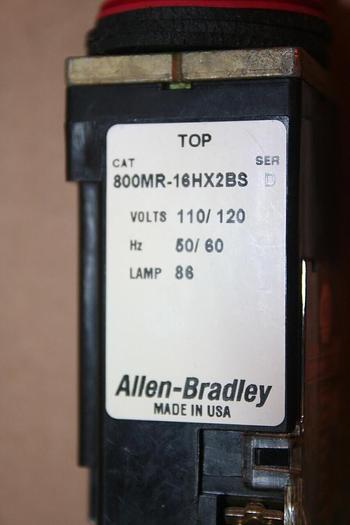 TOP
CAT SER
800MR-16HX2BS D
VOLTS 110/120
Hz 50/60
LAMP 86
Allen-Bradley
MADE IN USA